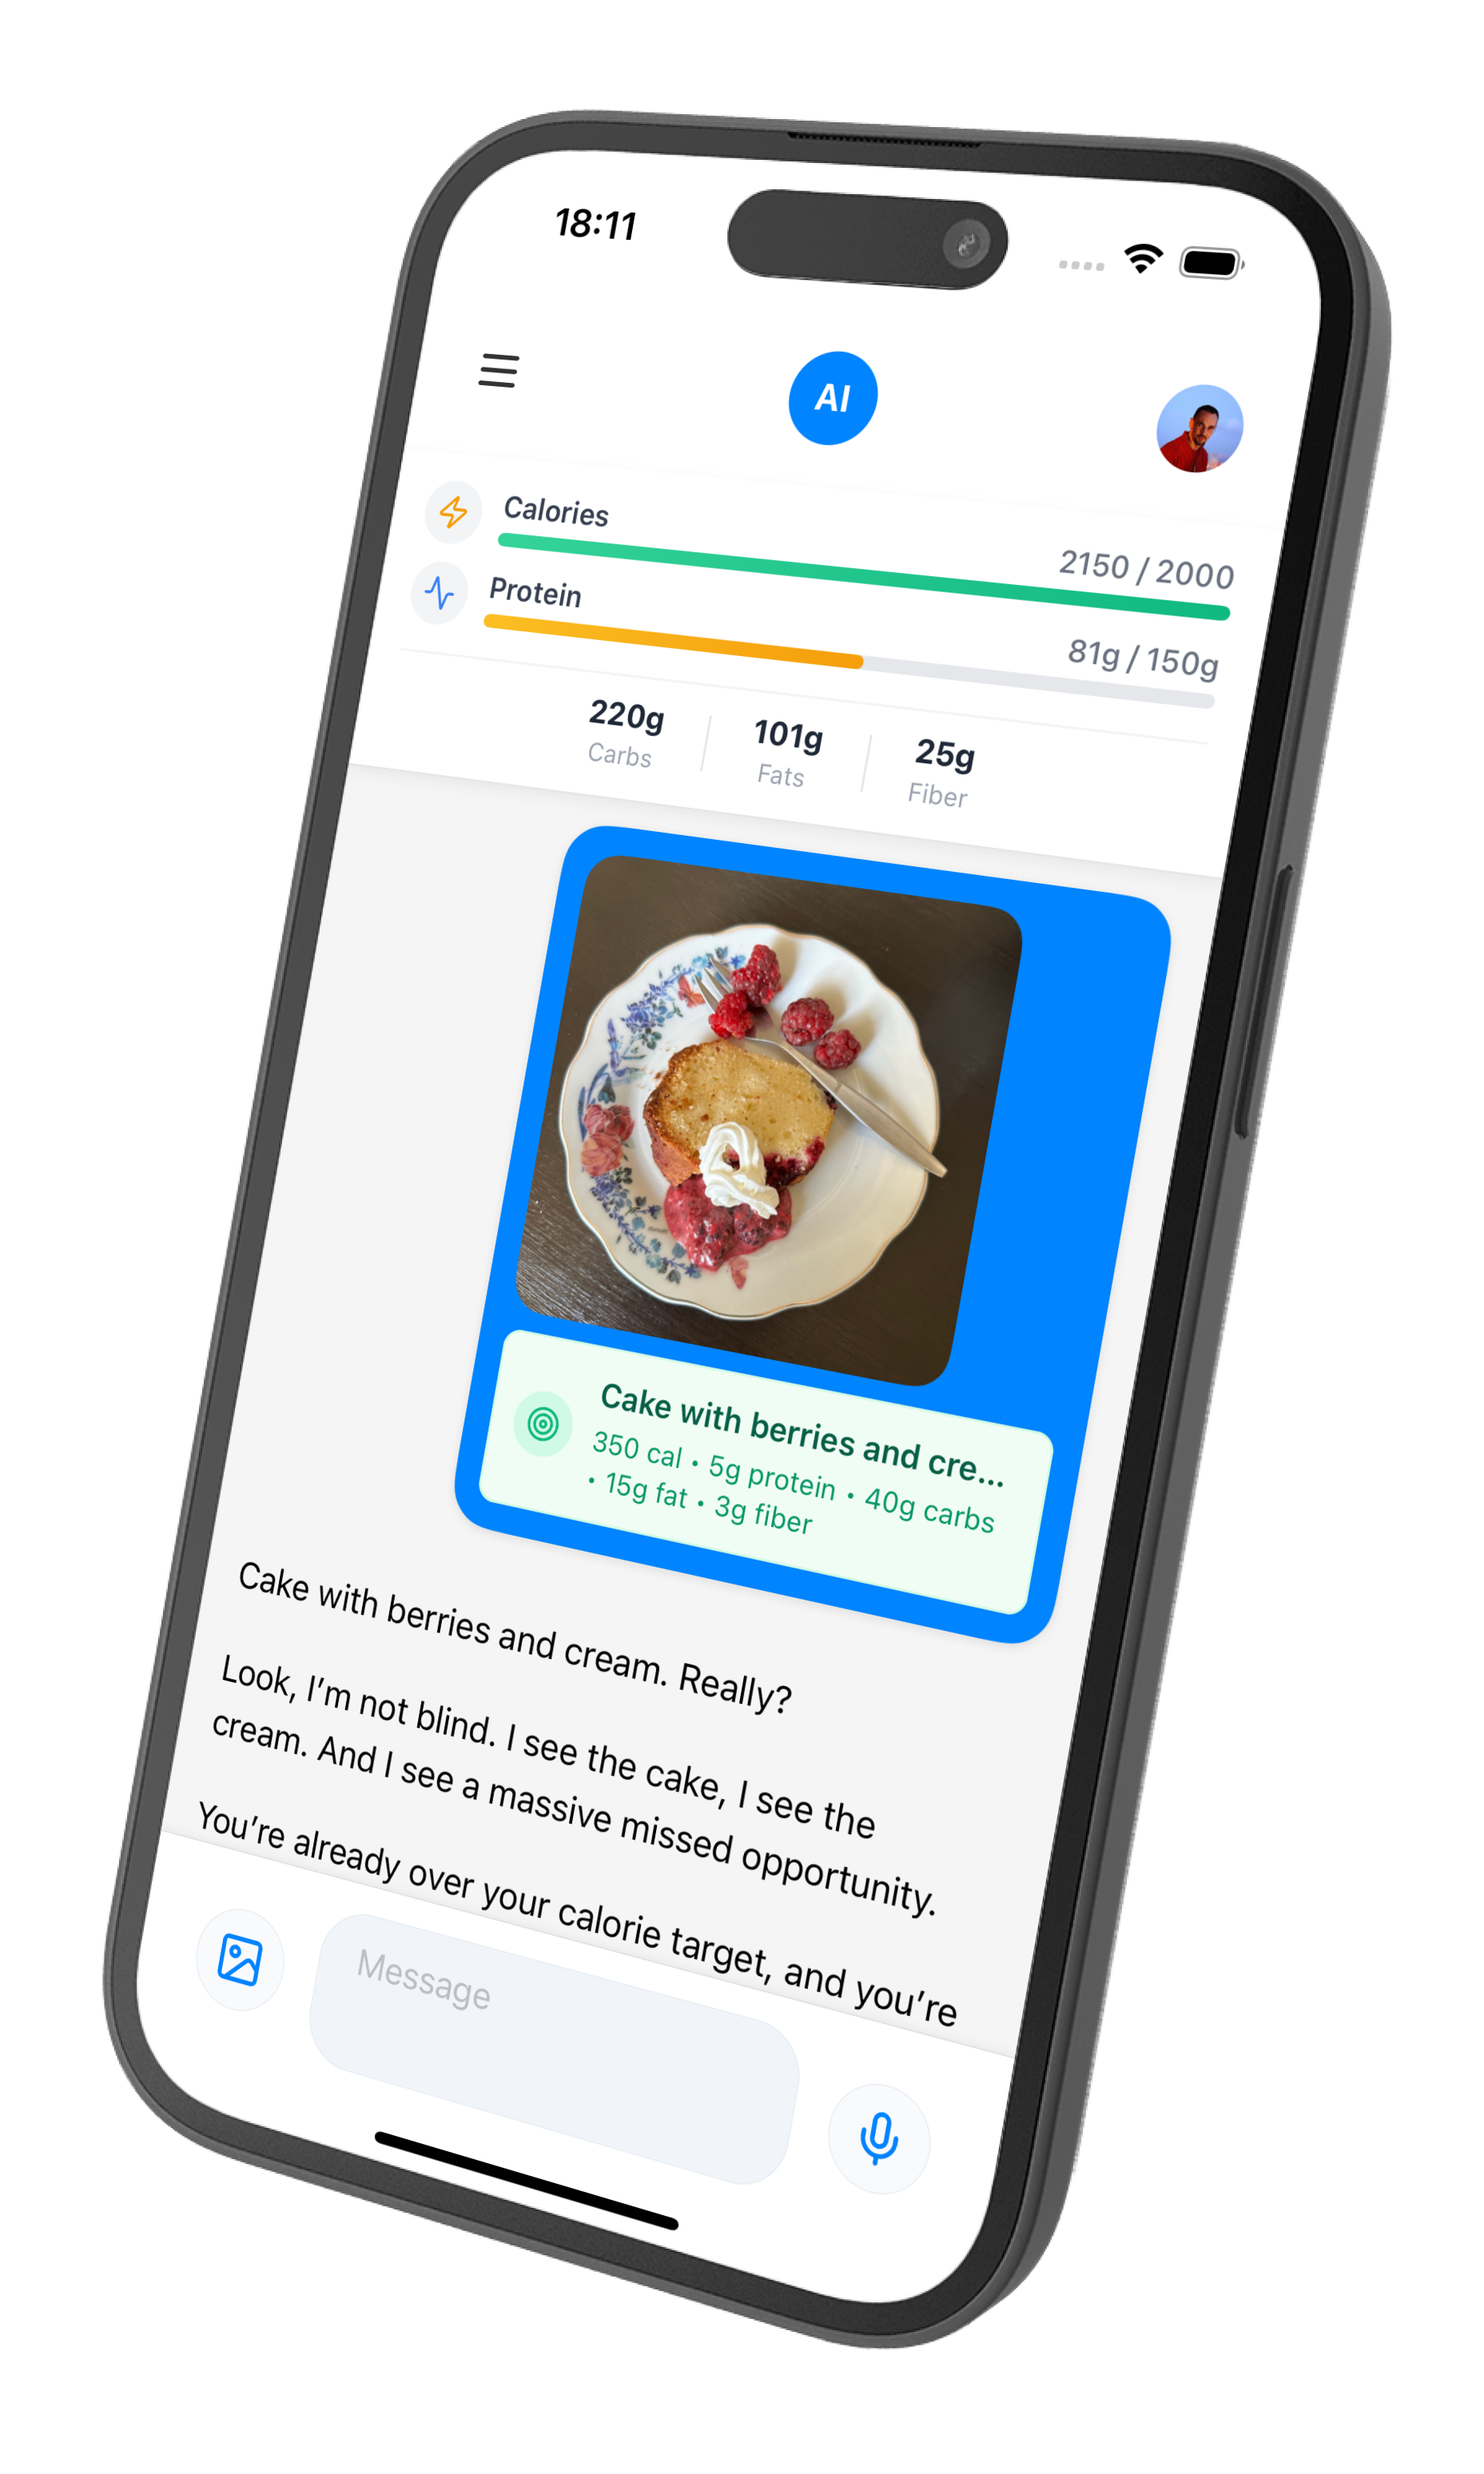 18:11
AI
Calories
2150 / 2000
Protein
81g / 150g
220g
Carbs
101g
Fats
25g
Fiber
Cake with berries and cre...
350 cal • 5g protein • 40g carbs
• 15g fat • 3g fiber
Cake with berries and cream. Really?
Look, I’m not blind. I see the cake, I see the
cream. And I see a massive missed opportunity.
You’re already over your calorie target, and you’re
Message